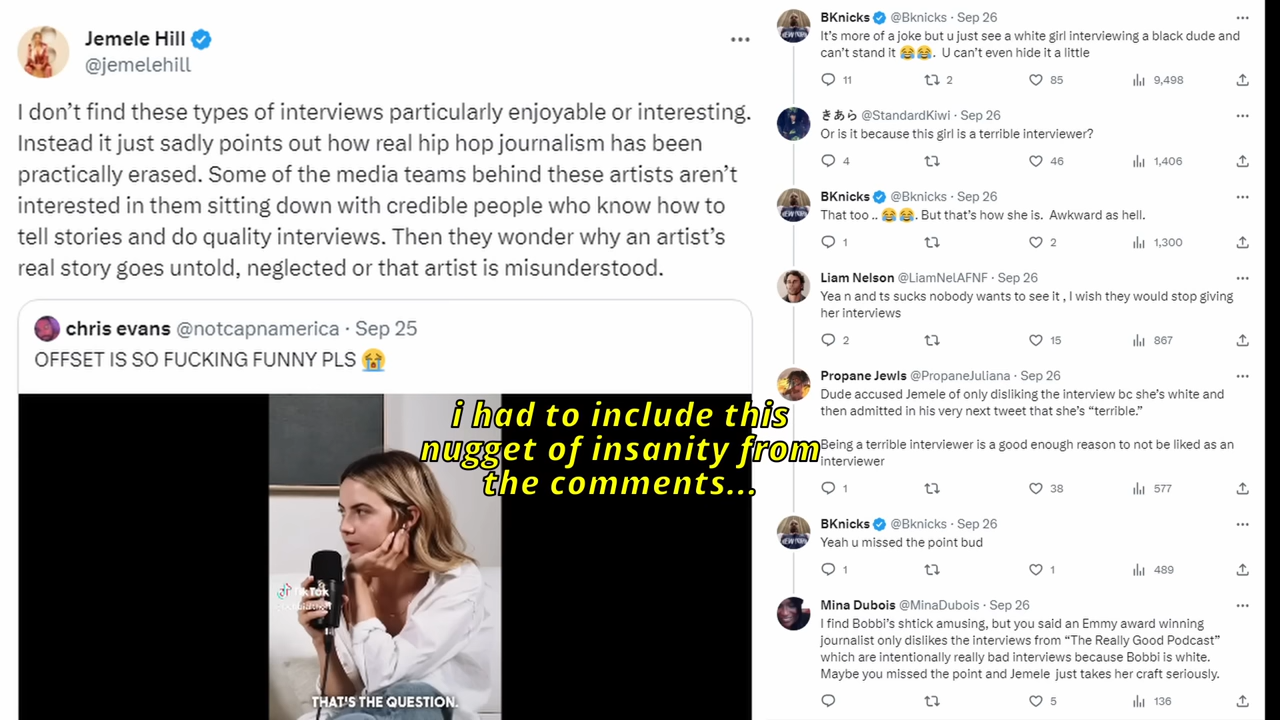 Jemele Hill
@jemelehill
I don’t find these types of interviews particularly enjoyable or interesting.
Instead it just sadly points out how real hip hop journalism has been
practically erased. Some of the media teams behind these artists aren’t
interested in them sitting down with credible people who know how to
tell stories and do quality interviews. Then they wonder why an artist’s
real story goes untold, neglected or that artist is misunderstood.
chris evans @notcapnamerica · Sep 25
OFFSET IS SO FUCKING FUNNY PLS 😭
i had to include this
nugget of insanity from
the comments...
TikTok
THAT'S THE QUESTION.
BKnicks @Bknicks · Sep 26
It’s more of a joke but u just see a white girl interviewing a black dude and
can’t stand it 😂😂. U can’t even hide it a little
11 2 85 9,498
きあら @StandardKiwi · Sep 26
Or is it because this girl is a terrible interviewer?
4 46 1,406
BKnicks @Bknicks · Sep 26
That too .. 😂😂. But that’s how she is. Awkward as hell.
1 2 1,300
Liam Nelson @LiamNelAFNF · Sep 26
Yea n and ts sucks nobody wants to see it , I wish they would stop giving
her interviews
2 15 867
Propane Jewls @PropaneJuliana · Sep 26
Dude accused Jemele of only disliking the interview bc she’s white and
then admitted in his very next tweet that she’s “terrible.”
Being a terrible interviewer is a good enough reason to not be liked as an
interviewer
1 38 577
BKnicks @Bknicks · Sep 26
Yeah u missed the point bud
1 1 489
Mina Dubois @MinaDubois · Sep 26
I find Bobbi’s shtick amusing, but you said an Emmy award winning
journalist only dislikes the interviews from “The Really Good Podcast”
which are intentionally really bad interviews because Bobbi is white.
Maybe you missed the point and Jemele just takes her craft seriously.
5 136